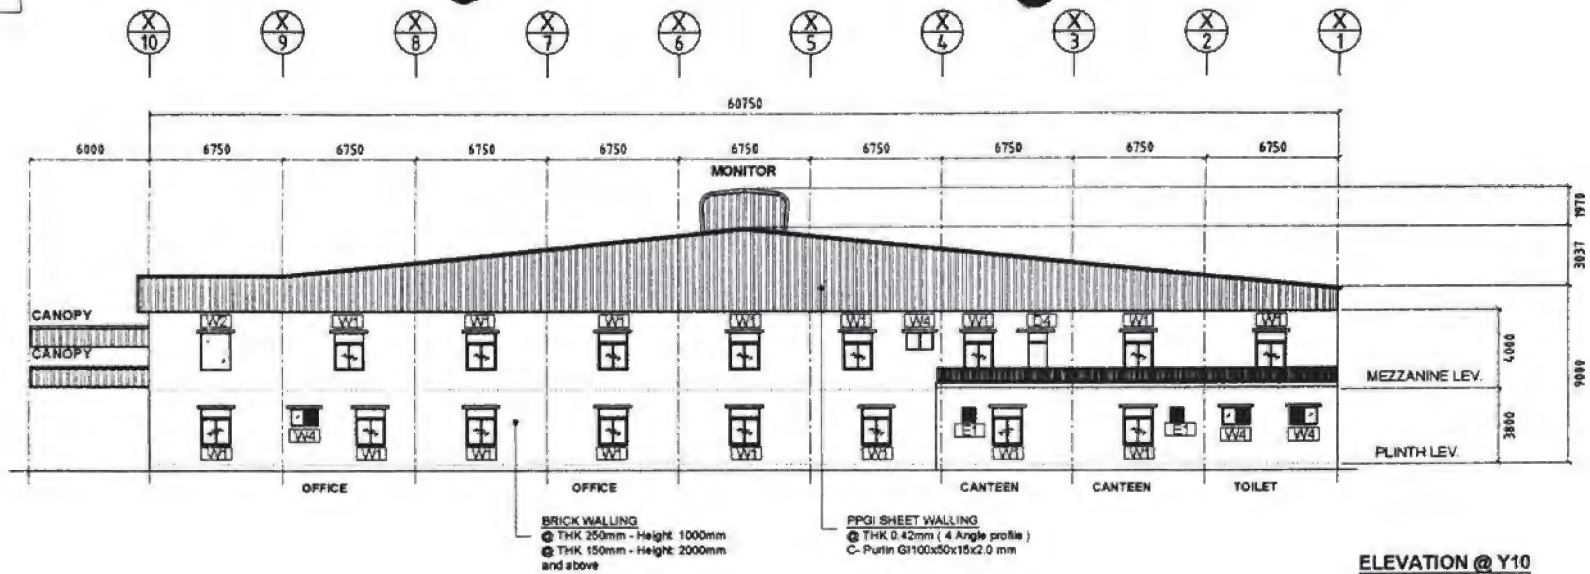 X X X X X X X X X X
10 9 8 7 6 5 4 3 2 1
60750
6000 6750 6750 6750 6750 6750 6750 6750 6750 6750
MONITOR
1970
3037
CANOPY
W2 W1 W1 W1 W1 W1 W4 W1 D4 W1 W1
CANOPY
4000
9000
MEZZANINE LEV.
3800
W1 W4 W1 W1 W1 W1 W1 E1 W1 W1 E1 W4 W4
PLINTH LEV.
OFFICE OFFICE CANTEEN CANTEEN TOILET
BRICK WALLING
@ THK 250mm - Height 1000mm
@ THK 150mm - Height 2000mm
and above
PPGI SHEET WALLING
@ THK 0.42mm ( 4 Angle profile )
C- Purlin GI100x50x15x2.0 mm
ELEVATION @ Y10